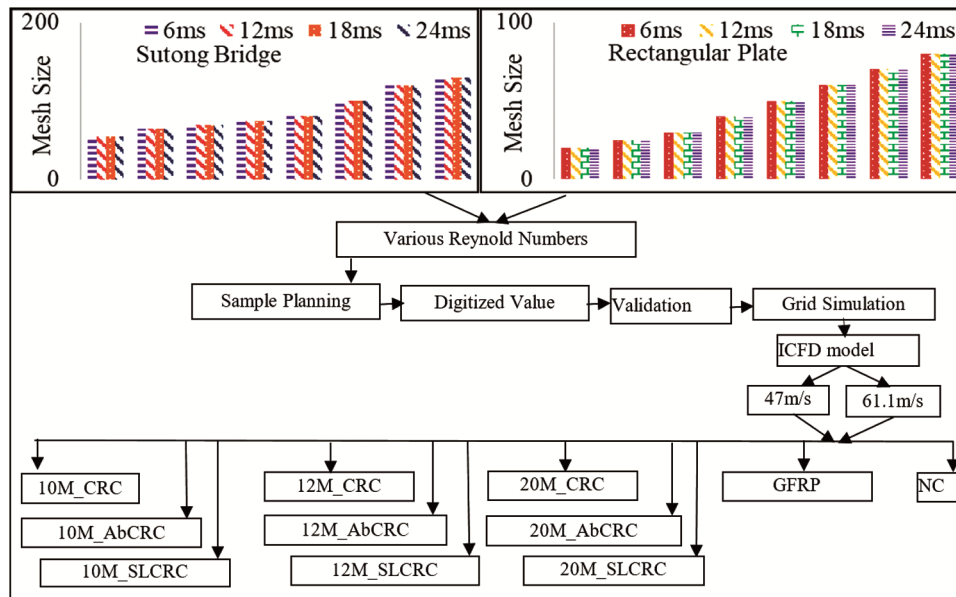 200
6ms 12ms 18ms 24ms
Sutong Bridge
Mesh Size
0
100
6ms 12ms 18ms 24ms
Rectangular Plate
Mesh Size
0
Various Reynold Numbers
Sample Planning
Digitized Value
Validation
Grid Simulation
ICFD model
47m/s
61.1m/s
10M_CRC
12M_CRC
20M_CRC
GFRP
NC
10M_AbCRC
12M_AbCRC
20M_AbCRC
10M_SLCRC
12M_SLCRC
20M_SLCRC